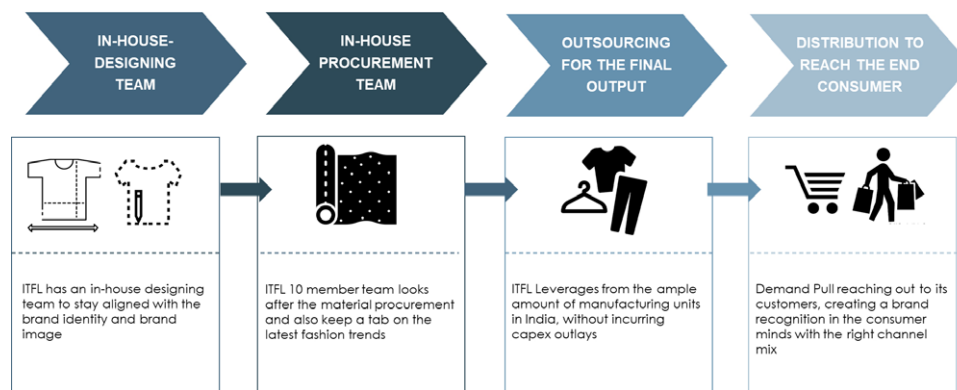 IN-HOUSE-
DESIGNING
TEAM
IN-HOUSE
PROCUREMENT
TEAM
OUTSOURCING
FOR THE FINAL
OUTPUT
DISTRIBUTION TO
REACH THE END
CONSUMER
ITFL has an in-house designing
team to stay aligned with the
brand identity and brand
image
ITFL 10 member team looks
after the material procurement
and also keep a tab on the
latest fashion trends
ITFL Leverages from the ample
amount of manufacturing units
in India, without incurring
capex outlays
Demand Pull reaching out to its
customers, creating a brand
recognition in the consumer
minds with the right channel
mix